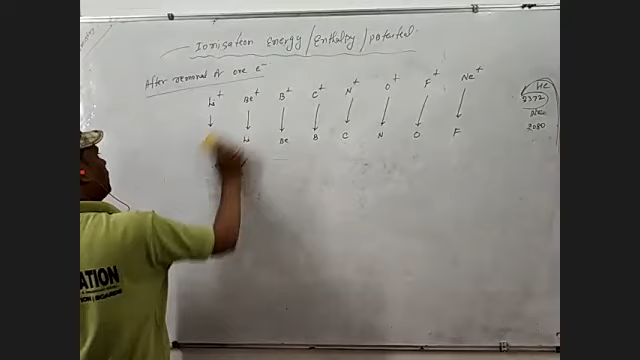 Ionisation Energy/Enthalpy/Potential
After removal of one e⁻
Li⁺ Be⁺ B⁺ C⁺ N⁺ O⁺ F⁺ Ne⁺
↓ ↓ ↓ ↓ ↓ ↓ ↓ ↓
Li Be B C N O F
He
2372
Ne
2080
ATION